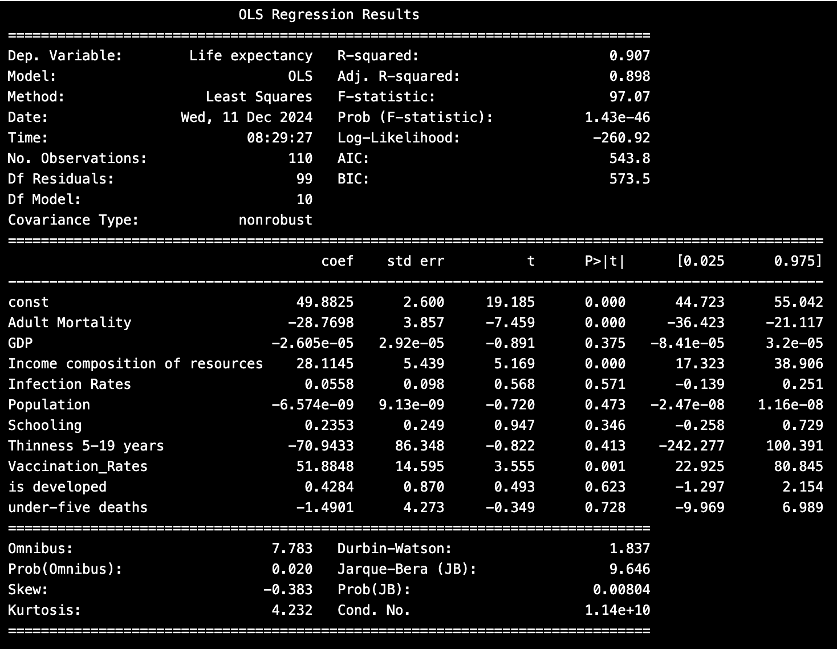 OLS Regression Results
==============================================================================
Dep. Variable: Life expectancy R-squared: 0.907
Model: OLS Adj. R-squared: 0.898
Method: Least Squares F-statistic: 97.07
Date: Wed, 11 Dec 2024 Prob (F-statistic): 1.43e-46
Time: 08:29:27 Log-Likelihood: -260.92
No. Observations: 110 AIC: 543.8
Df Residuals: 99 BIC: 573.5
Df Model: 10
Covariance Type: nonrobust
===================================================================================================
coef std err t P>|t| [0.025 0.975]
---------------------------------------------------------------------------------------------------
const 49.8825 2.600 19.185 0.000 44.723 55.042
Adult Mortality -28.7698 3.857 -7.459 0.000 -36.423 -21.117
GDP -2.605e-05 2.92e-05 -0.891 0.375 -8.41e-05 3.2e-05
Income composition of resources 28.1145 5.439 5.169 0.000 17.323 38.906
Infection Rates 0.0558 0.098 0.568 0.571 -0.139 0.251
Population -6.574e-09 9.13e-09 -0.720 0.473 -2.47e-08 1.16e-08
Schooling 0.2353 0.249 0.947 0.346 -0.258 0.729
Thinness 5-19 years -70.9433 86.348 -0.822 0.413 -242.277 100.391
Vaccination_Rates 51.8848 14.595 3.555 0.001 22.925 80.845
is developed 0.4284 0.870 0.493 0.623 -1.297 2.154
under-five deaths -1.4901 4.273 -0.349 0.728 -9.969 6.989
==============================================================================
Omnibus: 7.783 Durbin-Watson: 1.837
Prob(Omnibus): 0.020 Jarque-Bera (JB): 9.646
Skew: -0.383 Prob(JB): 0.00804
Kurtosis: 4.232 Cond. No. 1.14e+10
==============================================================================